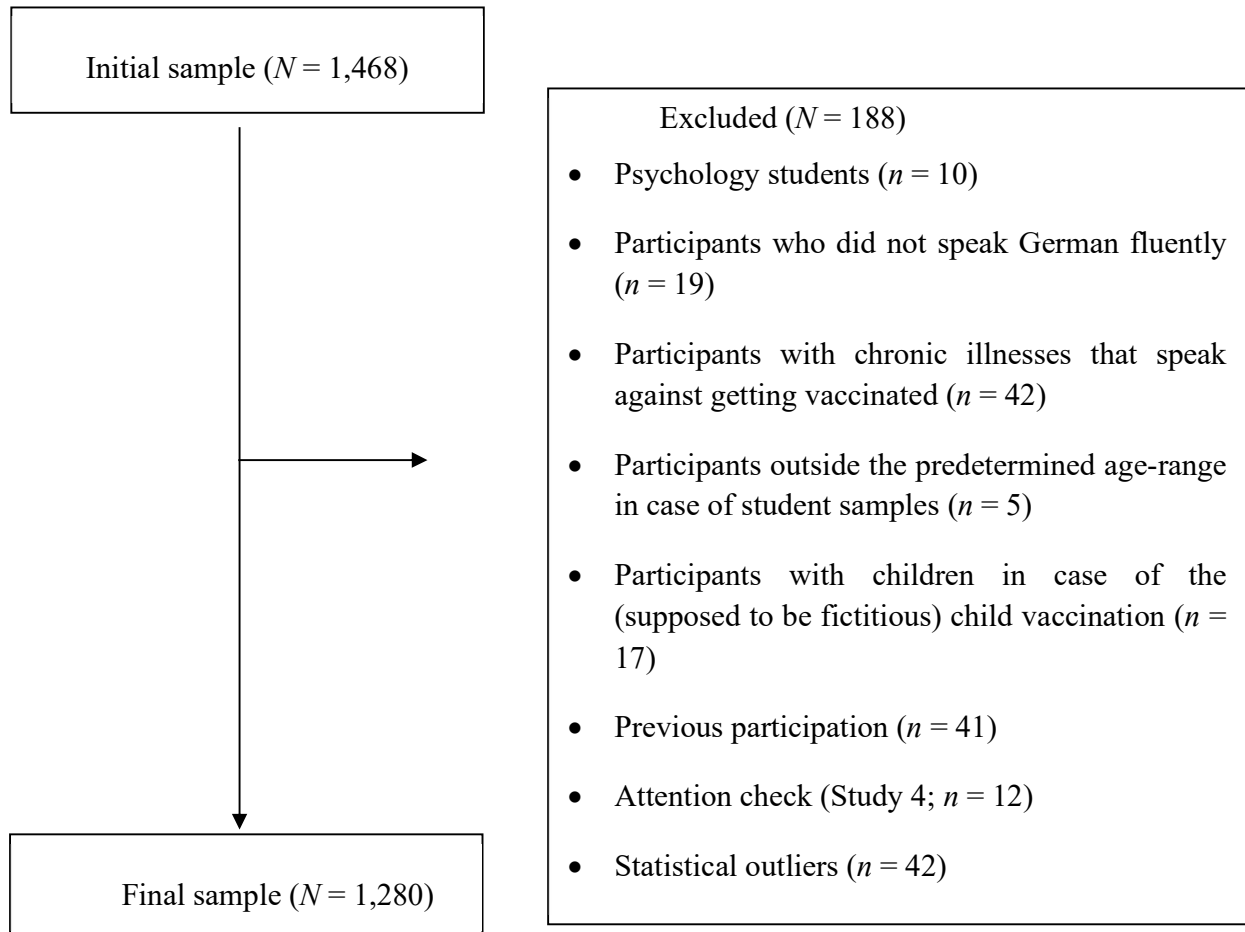 Initial sample (N = 1,468)
Excluded (N = 188)
• Psychology students (n = 10)
• Participants who did not speak German fluently
(n = 19)
• Participants with chronic illnesses that speak
against getting vaccinated (n = 42)
• Participants outside the predetermined age-range
in case of student samples (n = 5)
• Participants with children in case of the
(supposed to be fictitious) child vaccination (n =
17)
• Previous participation (n = 41)
• Attention check (Study 4; n = 12)
• Statistical outliers (n = 42)
Final sample (N = 1,280)